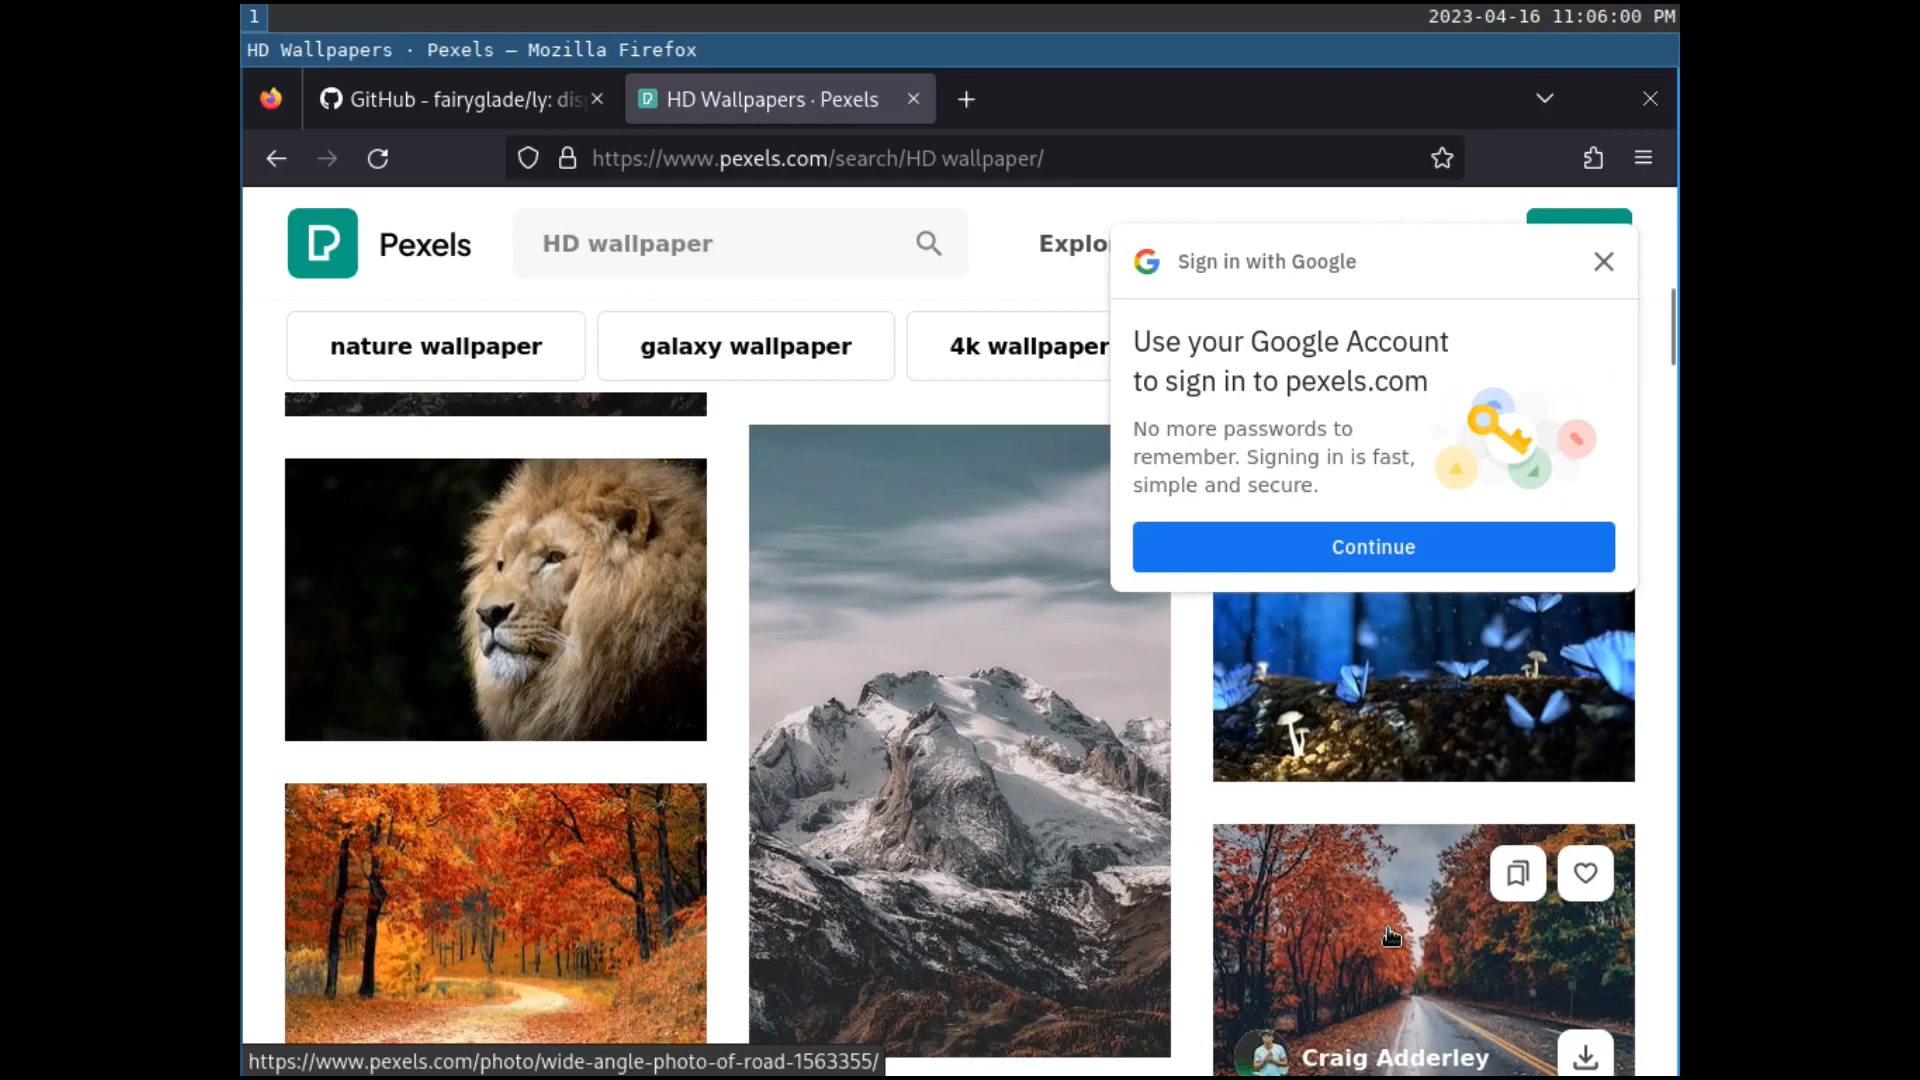 1
2023-04-16 11:06:00 PM
HD Wallpapers · Pexels — Mozilla Firefox
GitHub - fairyglade/ly: dis
HD Wallpapers · Pexels
https://www.pexels.com/search/HD wallpaper/
Pexels
HD wallpaper
Explo
Sign in with Google
nature wallpaper
galaxy wallpaper
4k wallpaper
Use your Google Account
to sign in to pexels.com
No more passwords to
remember. Signing in is fast,
simple and secure.
Continue
Craig Adderley
https://www.pexels.com/photo/wide-angle-photo-of-road-1563355/